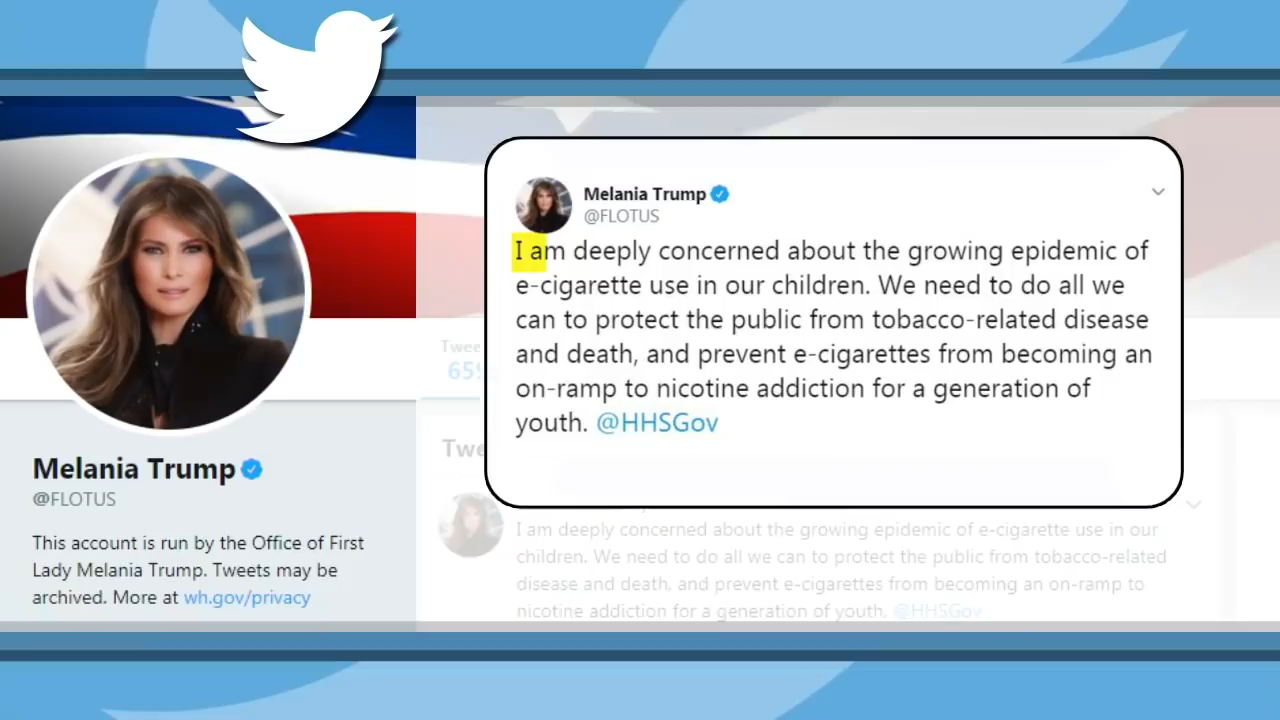 Melania Trump
@FLOTUS
This account is run by the Office of First
Lady Melania Trump. Tweets may be
archived. More at wh.gov/privacy
Melania Trump
@FLOTUS
I am deeply concerned about the growing epidemic of
e-cigarette use in our children. We need to do all we
can to protect the public from tobacco-related disease
and death, and prevent e-cigarettes from becoming an
on-ramp to nicotine addiction for a generation of
youth. @HHSGov
I am deeply concerned about the growing epidemic of e-cigarette use in our
children. We need to do all we can to protect the public from tobacco-related
disease and death, and prevent e-cigarettes from becoming an on-ramp to
nicotine addiction for a generation of youth. @HHSGov